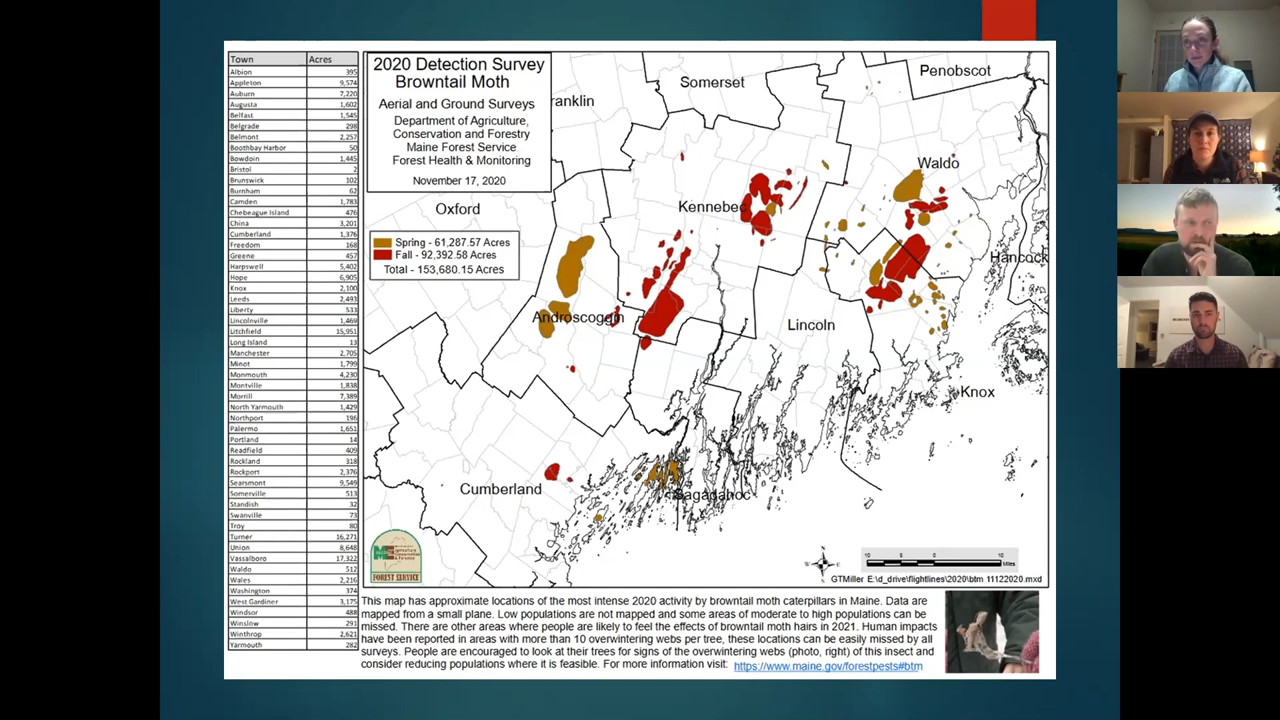 Town Acres
Albion 395
Appleton 9,574
Auburn 7,220
Augusta 1,602
Belfast 1,545
Belgrade 298
Belmont 2,257
Boothbay Harbor 50
Bowdoin 1,445
Bristol 2
Brunswick 102
Burnham 62
Camden 1,783
Chebeague Island 476
China 3,201
Cumberland 1,376
Freedom 168
Greene 457
Harpswell 5,402
Hope 6,905
Knox 2,100
Leeds 2,493
Liberty 533
Lincolnville 1,469
Litchfield 15,951
Long Island 13
Manchester 2,705
Minot 1,799
Monmouth 4,230
Montville 1,838
Morrill 7,389
North Yarmouth 1,429
Northport 196
Palermo 1,651
Portland 14
Readfield 409
Rockland 318
Rockport 2,376
Searsmont 9,549
Somerville 513
Standish 32
Swanville 73
Troy 80
Turner 16,271
Union 8,648
Vassalboro 17,322
Waldo 512
Wales 2,216
Washington 374
West Gardiner 3,175
Windsor 488
Winslow 291
Winthrop 2,621
Yarmouth 282
2020 Detection Survey
Browntail Moth
Aerial and Ground Surveys
Department of Agriculture,
Conservation and Forestry
Maine Forest Service
Forest Health & Monitoring
November 17, 2020
Spring - 61,287.57 Acres
Fall - 92,392.58 Acres
Total - 153,680.15 Acres
ranklin
Somerset
Penobscot
Waldo
Oxford
Kennebec
Hancock
Androscoggin
Lincoln
Knox
Cumberland
Sagadahoc
FOREST SERVICE
N
W E
S
10 5 0 10
Miles
GTMiller E:\d_drive\flightlines\2020\btm 11122020.mxd
This map has approximate locations of the most intense 2020 activity by browntail moth caterpillars in Maine. Data are
mapped from a small plane. Low populations are not mapped and some areas of moderate to high populations can be
missed. There are other areas where people are likely to feel the effects of browntail moth hairs in 2021. Human impacts
have been reported in areas with more than 10 overwintering webs per tree, these locations can be easily missed by all
surveys. People are encouraged to look at their trees for signs of the overwintering webs (photo, right) of this insect and
consider reducing populations where it is feasible. For more information visit: https://www.maine.gov/forestpests#btm